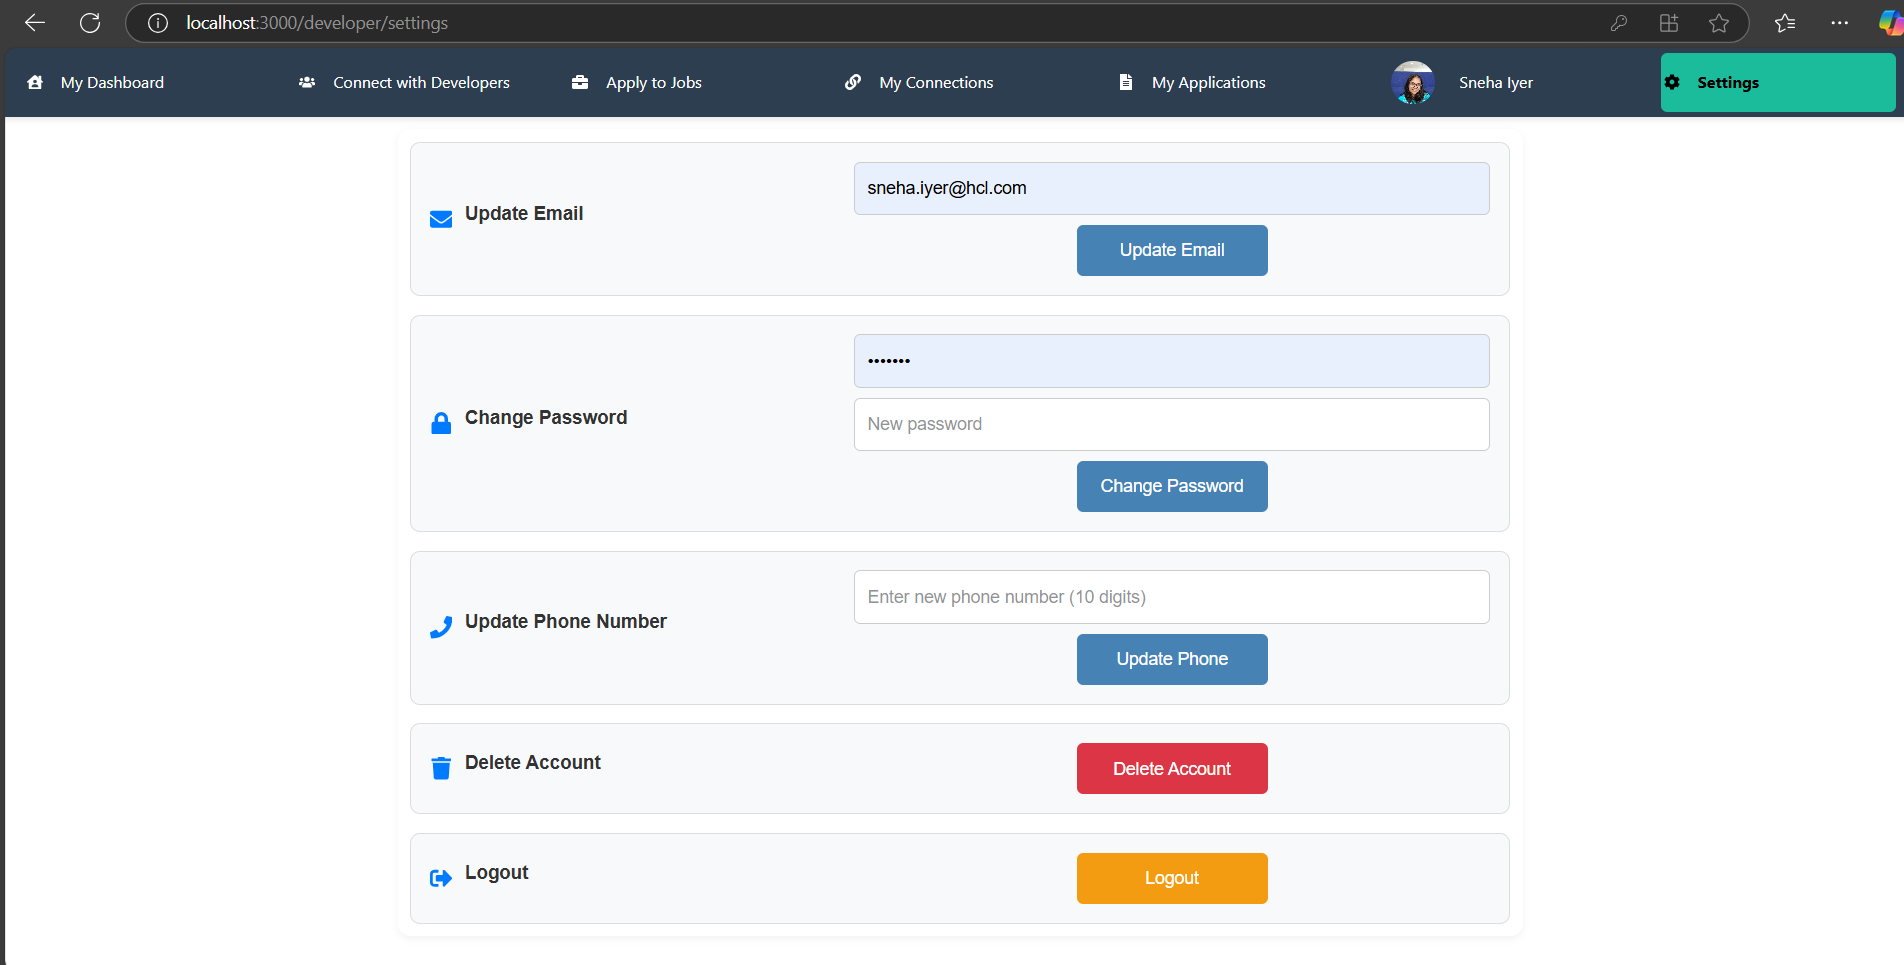 localhost:3000/developer/settings
My Dashboard
Connect with Developers
Apply to Jobs
My Connections
My Applications
Sneha Iyer
Settings
Update Email
sneha.iyer@hcl.com
Update Email
Change Password
•••••••
New password
Change Password
Update Phone Number
Enter new phone number (10 digits)
Update Phone
Delete Account
Delete Account
Logout
Logout